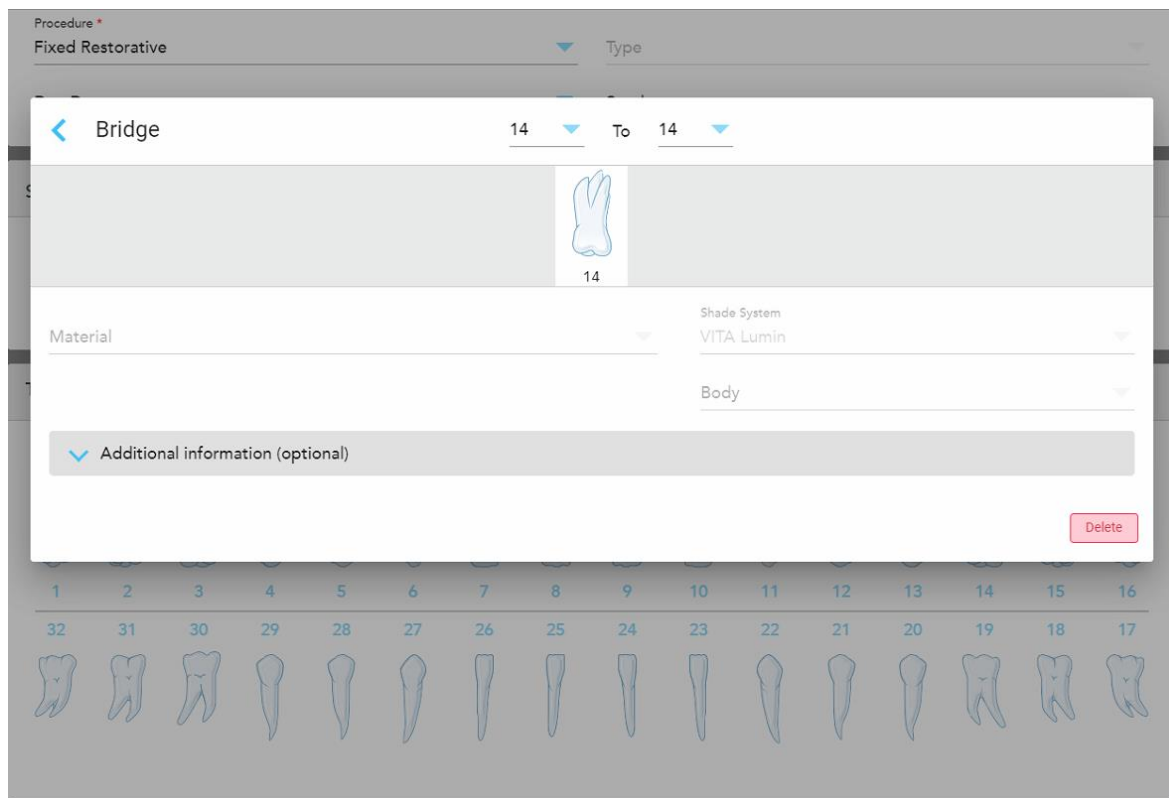 Procedure *
Fixed Restorative
Type
Bridge
14 To 14
14
Material
Shade System
VITA Lumin
Body
Additional information (optional)
Delete
1 2 3 4 5 6 7 8 9 10 11 12 13 14 15 16
32 31 30 29 28 27 26 25 24 23 22 21 20 19 18 17